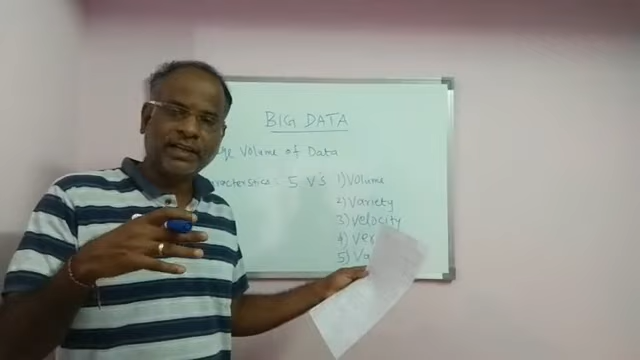 BIG DATA
Volume of Data
5 V's 1) Volume
2) Variety
3) Velocity
4)
5)